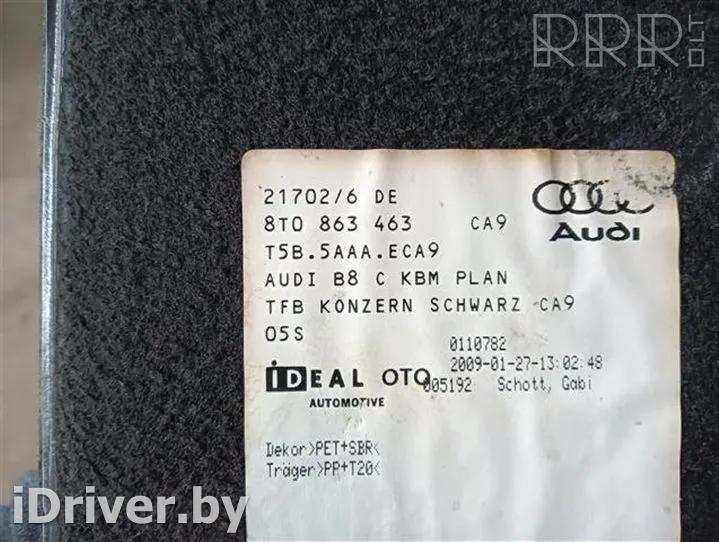 RRR.LT
21702/6 DE
8T0 863 463 CA9
Audi
T5B.5AAA.ECA9
AUDI B8 C KBM PLAN
TFB KONZERN SCHWARZ CA9
05S
0110782
2009-01-27-13:02:48
İDEAL OTO
005192 Schott, Gabi
AUTOMOTIVE
Dekor>PET+SBR<
Träger>PP+T20<
iDriver.by